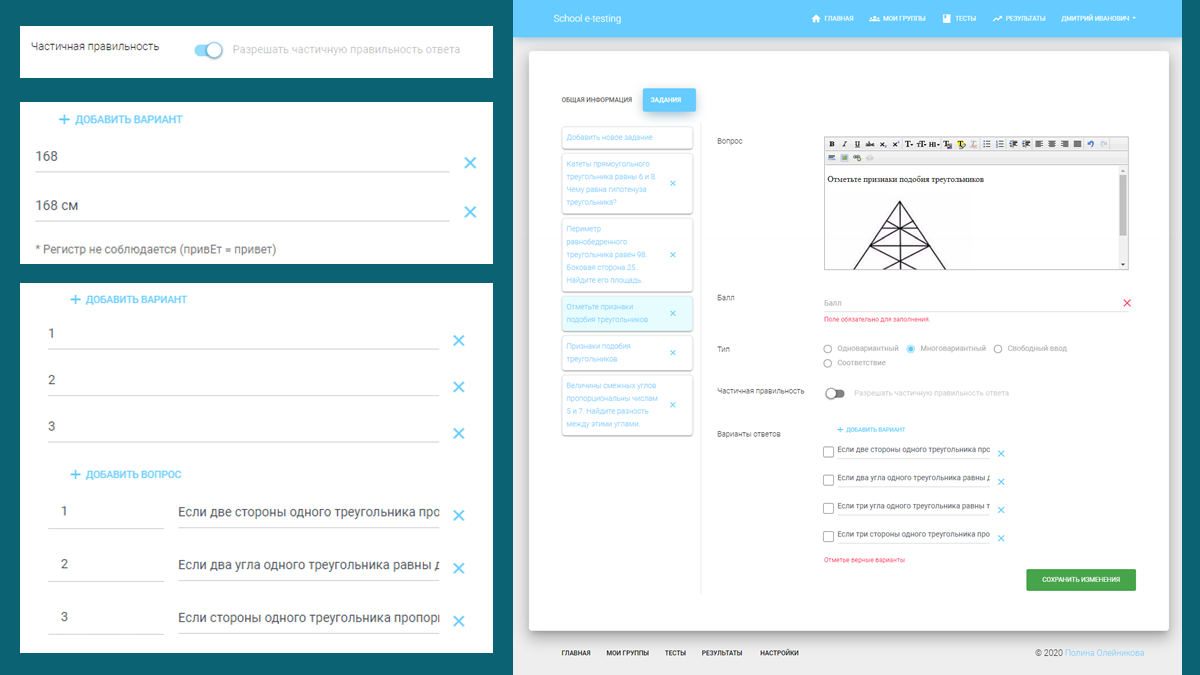 Частичная правильность
Разрешать частичную правильность ответа
+ ДОБАВИТЬ ВАРИАНТ
168
168 см
* Регистр не соблюдается (привЕт = привет)
+ ДОБАВИТЬ ВАРИАНТ
1
2
3
+ ДОБАВИТЬ ВОПРОС
1 Если две стороны одного треугольника про
2 Если два угла одного треугольника равны д
3 Если стороны одного треугольника пропорц
School e-testing
ГЛАВНАЯ МОИ ГРУППЫ ТЕСТЫ РЕЗУЛЬТАТЫ ДМИТРИЙ ИВАНОВИЧ
ОБЩАЯ ИНФОРМАЦИЯ ЗАДАНИЯ
Добавить новое задание
Катеты прямоугольного
треугольника равны 6 и 8.
Чему равна гипотенуза
треугольника?
Периметр
равнобедренного
треугольника равен 98.
Боковая сторона 25 .
Найдите его площадь.
Отметьте признаки
подобия треугольников
Признаки подобия
треугольников
Величины смежных углов
пропорциональны числам
5 и 7. Найдите разность
между этими углами.
Вопрос
Отметьте признаки подобия треугольников
Балл
Балл
Поле обязательно для заполнения.
Тип
Одновариантный Многовариантный Свободный ввод
Соответствие
Частичная правильность
Разрешать частичную правильность ответа
Варианты ответов
+ ДОБАВИТЬ ВАРИАНТ
Если две стороны одного треугольника про
Если два угла одного треугольника равны д
Если три угла одного треугольника равны т
Если три стороны одного треугольника про
Отметье верные варианты
СОХРАНИТЬ ИЗМЕНЕНИЯ
ГЛАВНАЯ МОИ ГРУППЫ ТЕСТЫ РЕЗУЛЬТАТЫ НАСТРОЙКИ
© 2020 Полина Олейникова